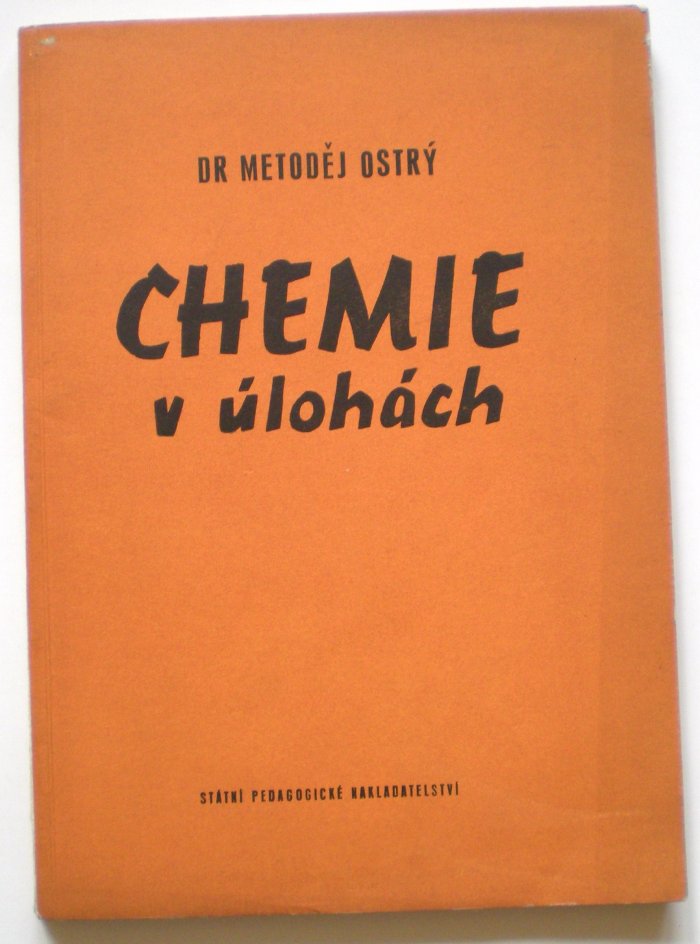 DR METODĚJ OSTRÝ
CHEMIE
v úlohách
STÁTNÍ PEDAGOGICKÉ NAKLADATELSTVÍ